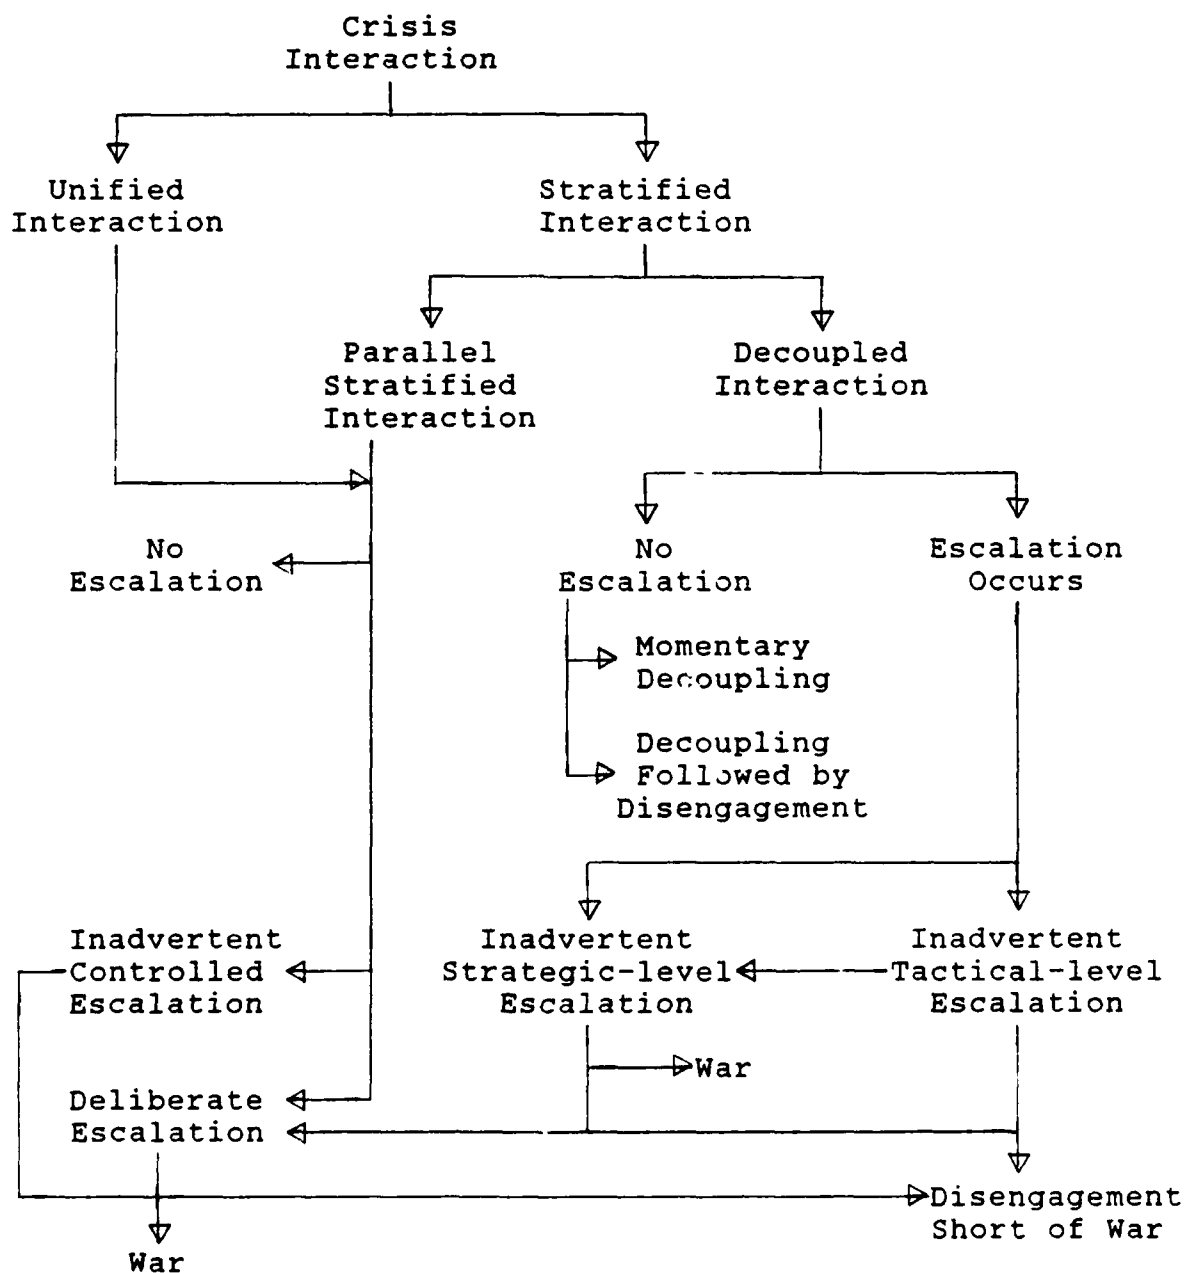 Crisis
Interaction
Unified
Interaction
Stratified
Interaction
Parallel
Stratified
Interaction
Decoupled
Interaction
No
Escalation
No
Escalation
Escalation
Occurs
Momentary
Decoupling
Decoupling
Followed by
Disengagement
Inadvertent
Controlled
Escalation
Inadvertent
Strategic-level
Escalation
Inadvertent
Tactical-level
Escalation
War
Deliberate
Escalation
Disengagement
Short of War
War